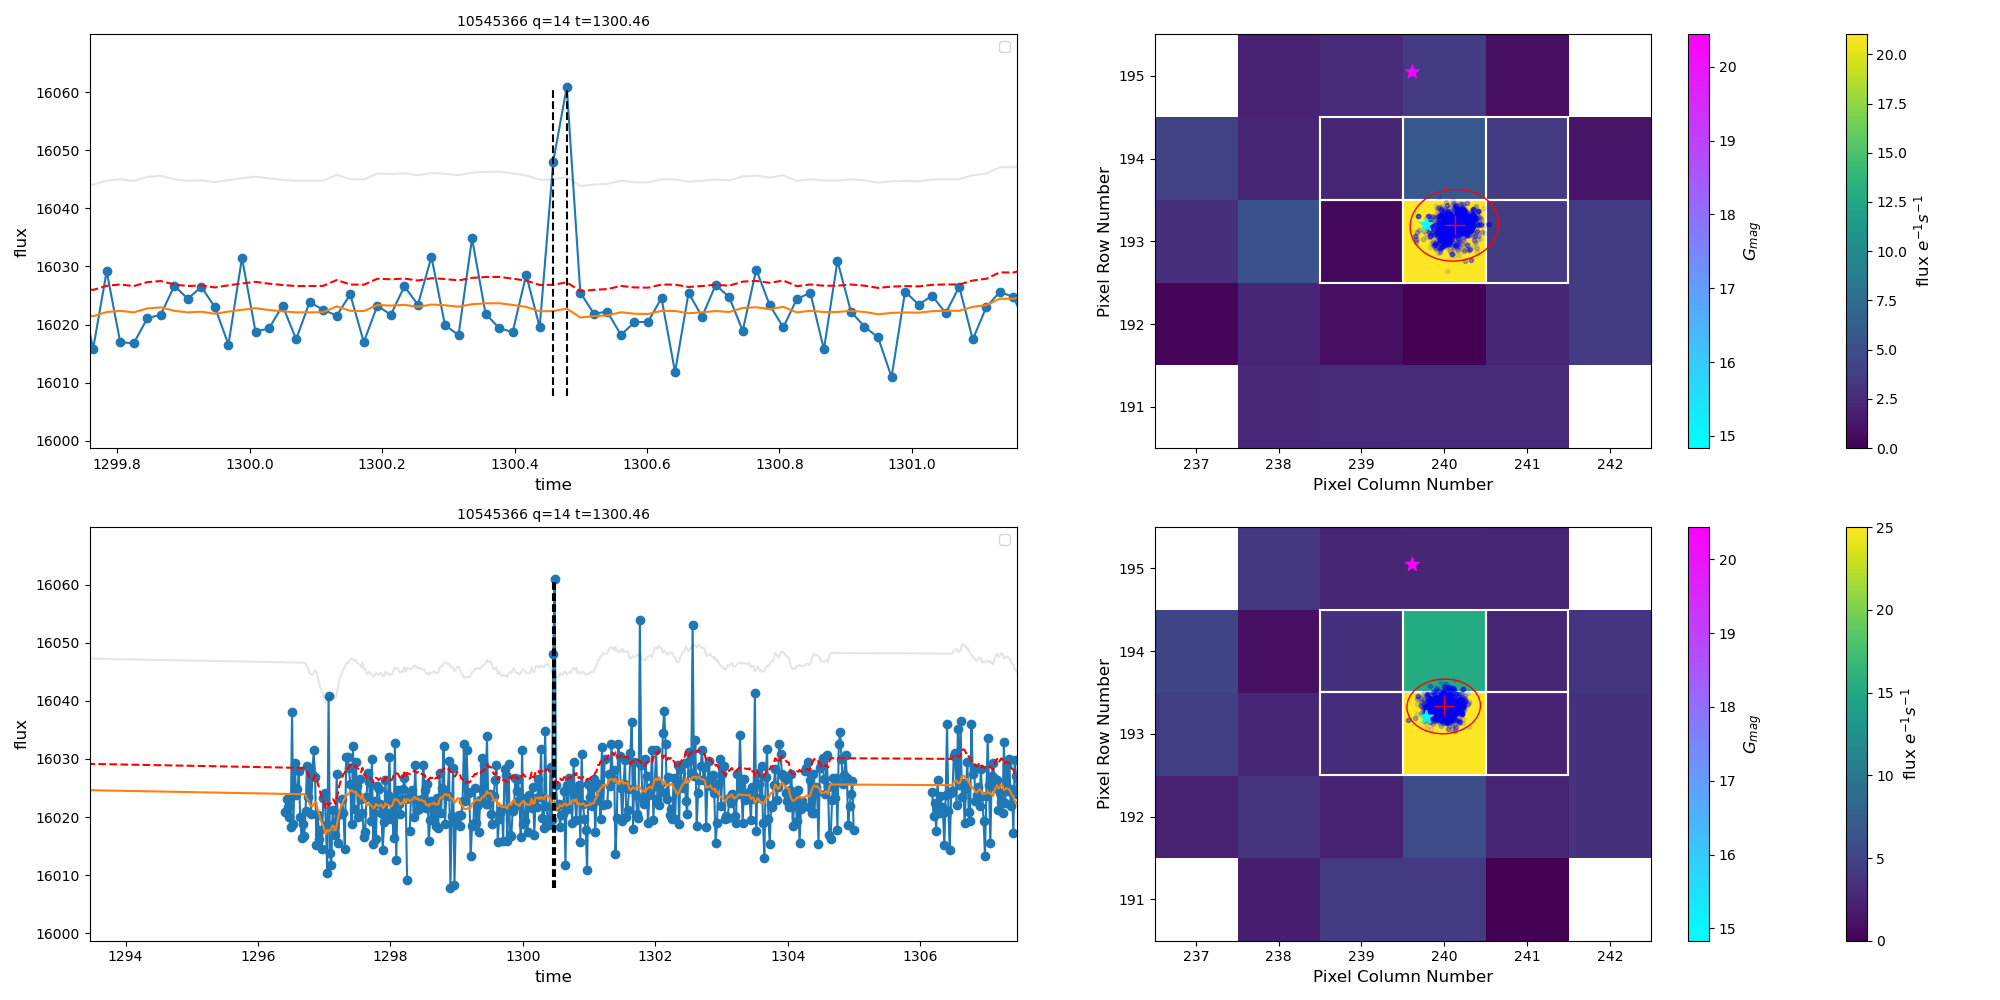 10545366 q=14 t=1300.46
flux
16060
16050
16040
16030
16020
16010
16000
1299.8 1300.0 1300.2 1300.4 1300.6 1300.8 1301.0
time
195
194
193
192
191
Pixel Row Number
237 238 239 240 241 242
Pixel Column Number
20
19
18
17
16
15
G_mag
20.0
17.5
15.0
12.5
10.0
7.5
5.0
2.5
0.0
flux e⁻¹s⁻¹
10545366 q=14 t=1300.46
flux
16060
16050
16040
16030
16020
16010
16000
1294 1296 1298 1300 1302 1304 1306
time
195
194
193
192
191
Pixel Row Number
237 238 239 240 241 242
Pixel Column Number
20
19
18
17
16
15
G_mag
25
20
15
10
5
0
flux e⁻¹s⁻¹